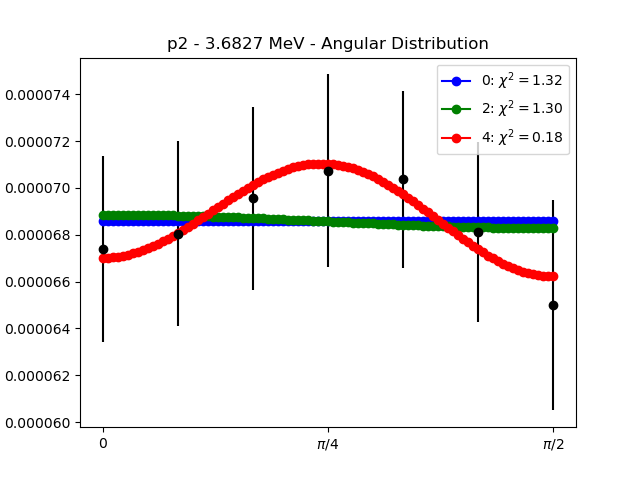 p2 - 3.6827 MeV - Angular Distribution
0: χ² = 1.32
2: χ² = 1.30
4: χ² = 0.18
0.000074
0.000072
0.000070
0.000068
0.000066
0.000064
0.000062
0.000060
0
π/4
π/2